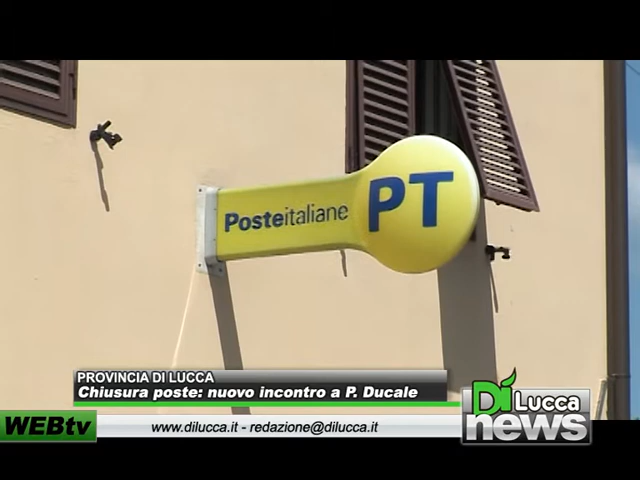 Posteitaliane PT
PROVINCIA DI LUCCA
Chiusura poste: nuovo incontro a P. Ducale
Dì LUCCA
news
WEBtv
www.dilucca.it - redazione@dilucca.it